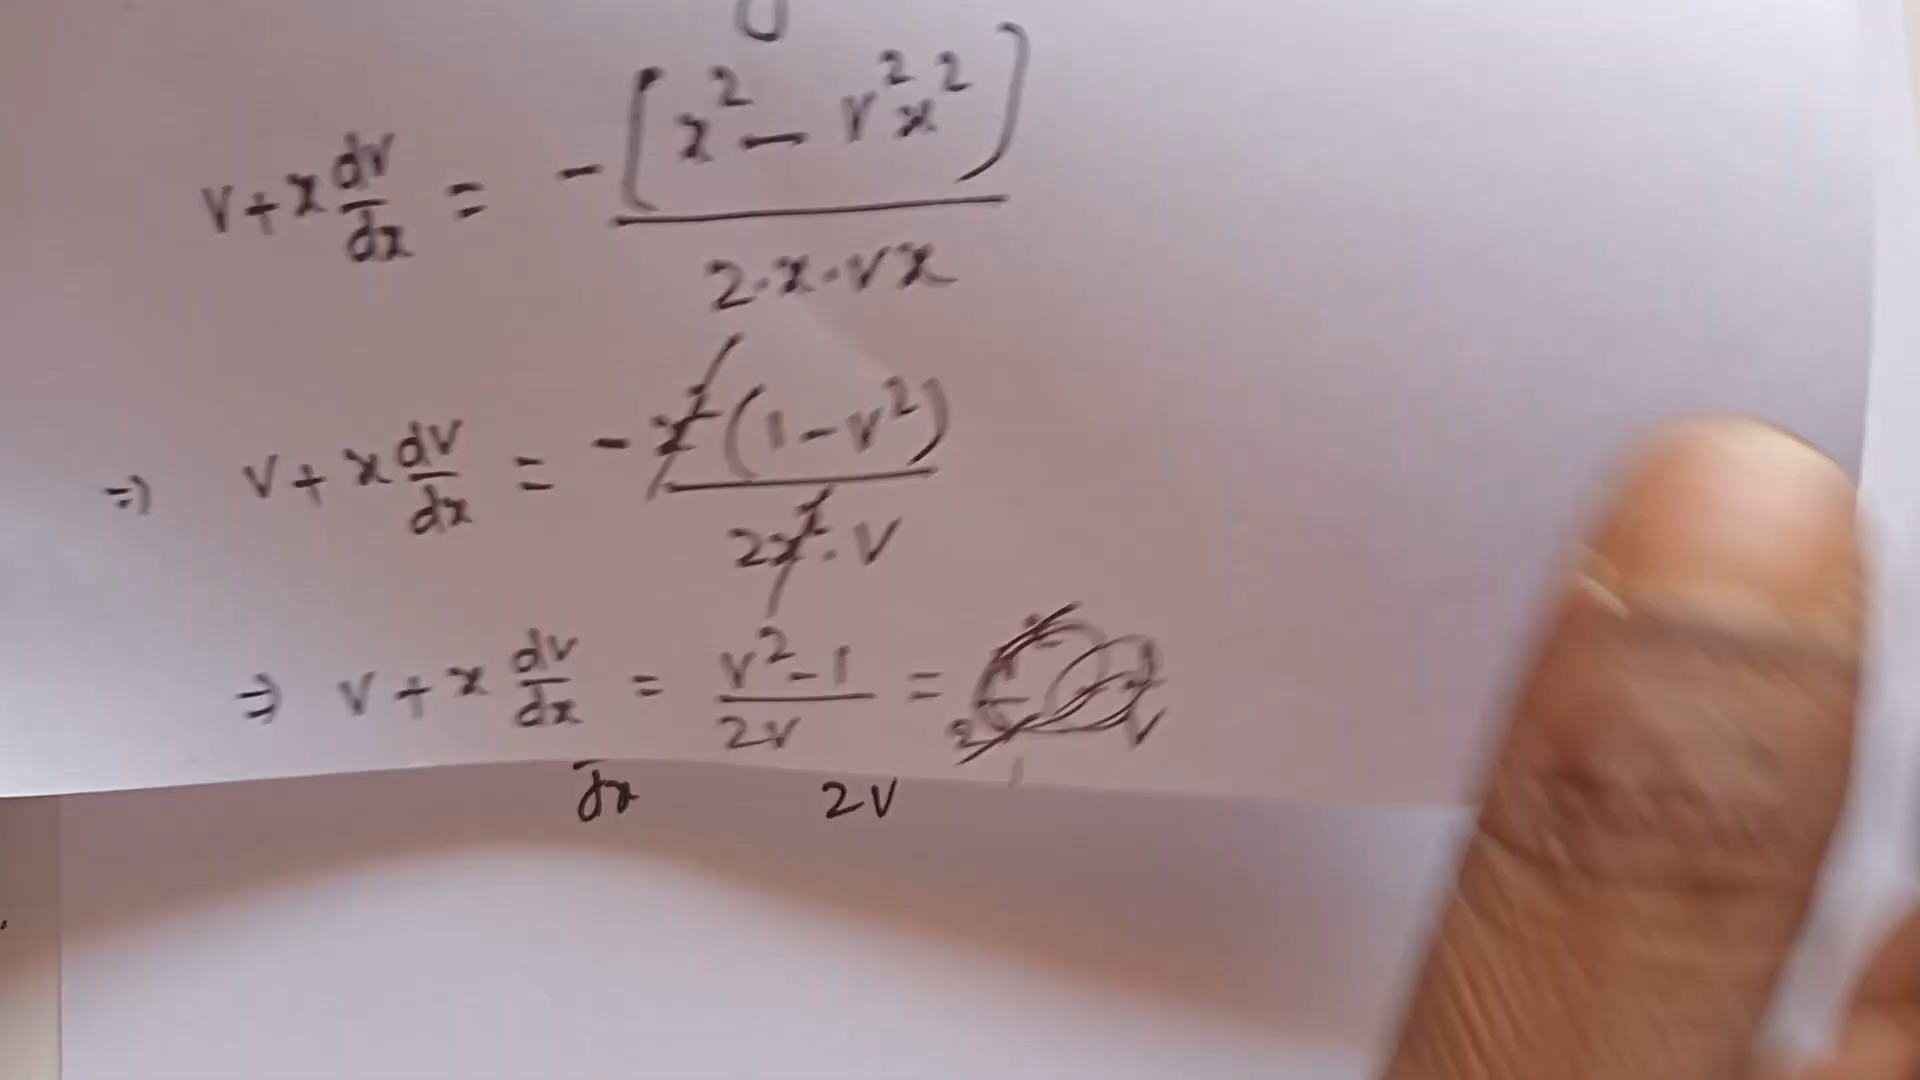 v + x dv/dx = -[x² - v²x²] / 2·x·vx
=> v + x dv/dx = -x²(1 - v²) / 2x²·v
=> v + x dv/dx = v² - 1 / 2v =
dx 2v